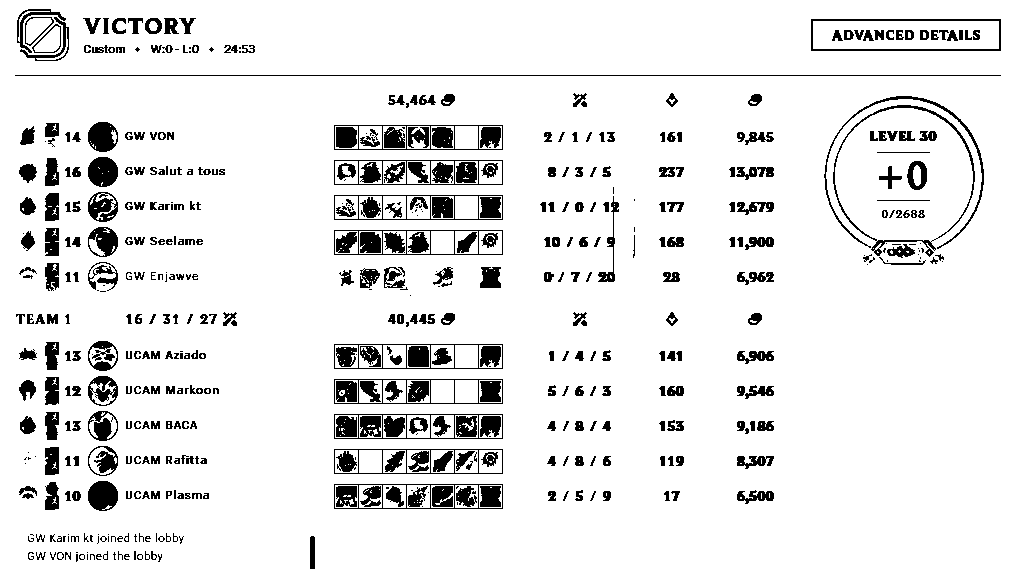 VICTORY
Custom • W:0 - L:0 • 24:53
ADVANCED DETAILS
54,464
14 GW VON 2 / 1 / 13 161 9,845
16 GW Salut a tous 8 / 3 / 5 237 13,078
15 GW Karim kt 11 / 0 / 12 177 12,679
14 GW Seelame 10 / 6 / 9 168 11,900
11 GW Enjawve 0 / 7 / 20 28 6,962
LEVEL 30
+0
0/2688
TEAM 1 16 / 31 / 27 40,445
13 UCAM Aziado 1 / 4 / 5 141 6,906
12 UCAM Markoon 5 / 6 / 3 160 9,546
13 UCAM BACA 4 / 8 / 4 153 9,186
11 UCAM Rafitta 4 / 8 / 6 119 8,307
10 UCAM Plasma 2 / 5 / 9 17 6,500
GW Karim kt joined the lobby
GW VON joined the lobby